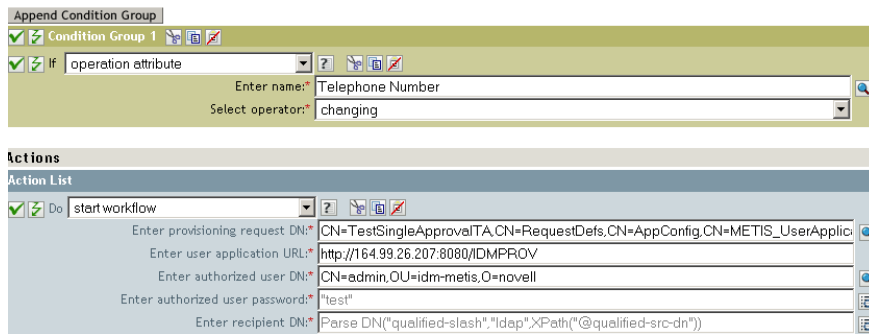 Append Condition Group
Condition Group 1
If operation attribute
Enter name:* Telephone Number
Select operator:* changing
Actions
Action List
Do start workflow
Enter provisioning request DN:* CN=TestSingleApprovalTA,CN=RequestDefs,CN=AppConfig,CN=METIS_UserApplic
Enter user application URL:* http://164.99.26.207:8080/IDMPROV
Enter authorized user DN:* CN=admin,OU=idm-metis,O=novell
Enter authorized user password:* "test"
Enter recipient DN:* Parse DN("qualified-slash","ldap",XPath("@qualified-src-dn"))